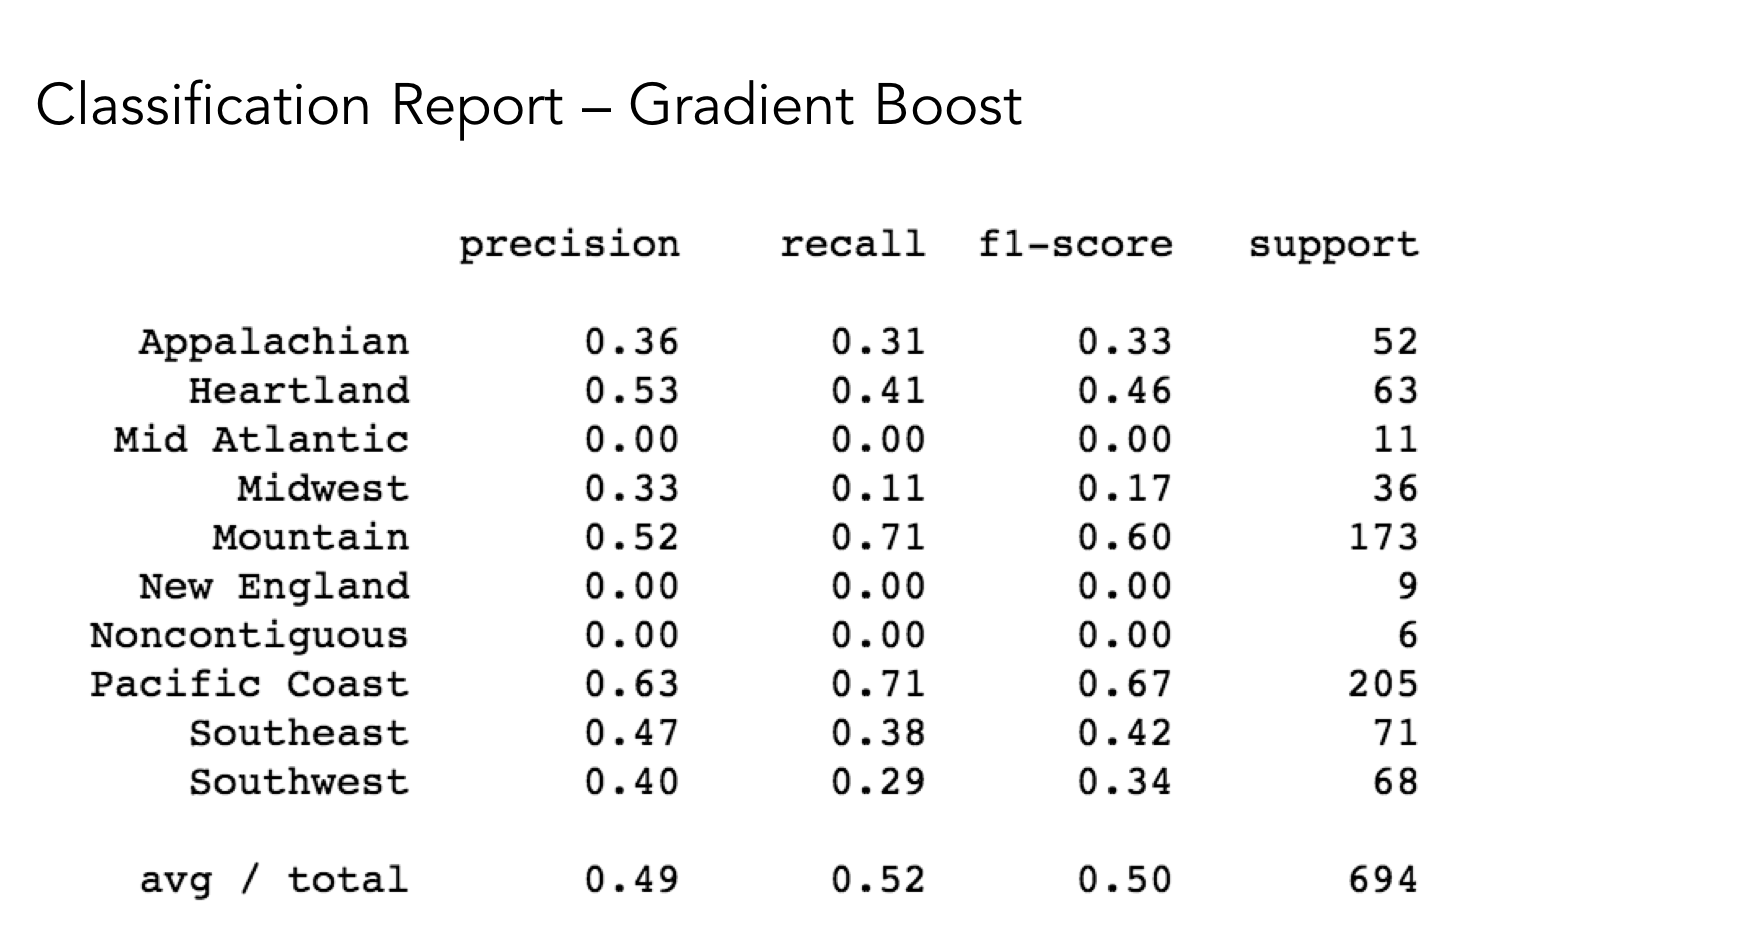 Classification Report – Gradient Boost
precision recall f1-score support
Appalachian 0.36 0.31 0.33 52
Heartland 0.53 0.41 0.46 63
Mid Atlantic 0.00 0.00 0.00 11
Midwest 0.33 0.11 0.17 36
Mountain 0.52 0.71 0.60 173
New England 0.00 0.00 0.00 9
Noncontiguous 0.00 0.00 0.00 6
Pacific Coast 0.63 0.71 0.67 205
Southeast 0.47 0.38 0.42 71
Southwest 0.40 0.29 0.34 68
avg / total 0.49 0.52 0.50 694